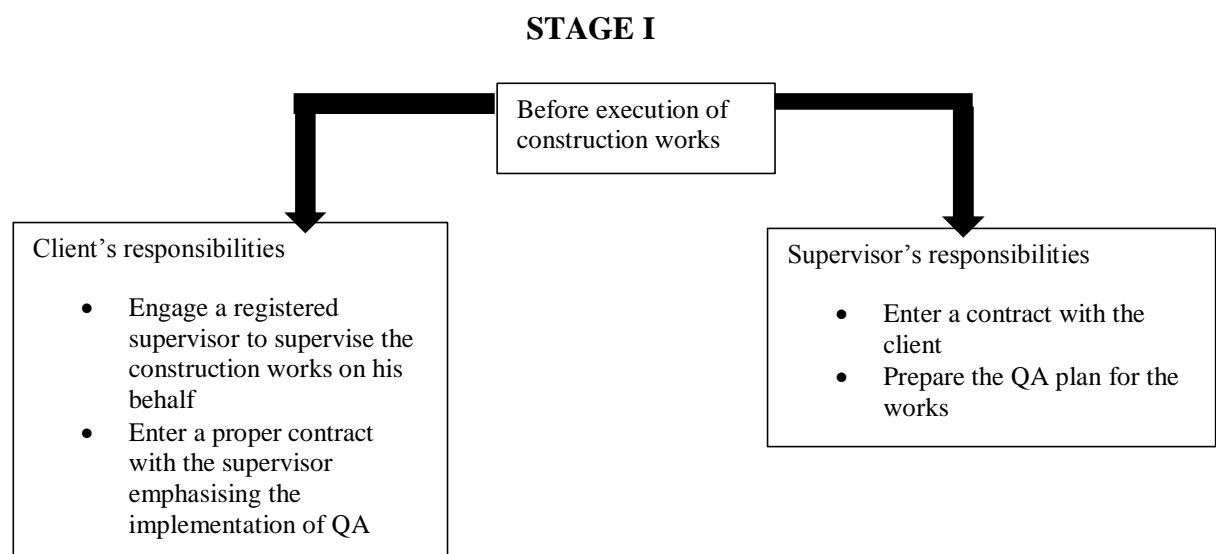 STAGE I
Before execution of
construction works
Client’s responsibilities
• Engage a registered
supervisor to supervise the
construction works on his
behalf
• Enter a proper contract
with the supervisor
emphasising the
implementation of QA
Supervisor’s responsibilities
• Enter a contract with the
client
• Prepare the QA plan for the
works